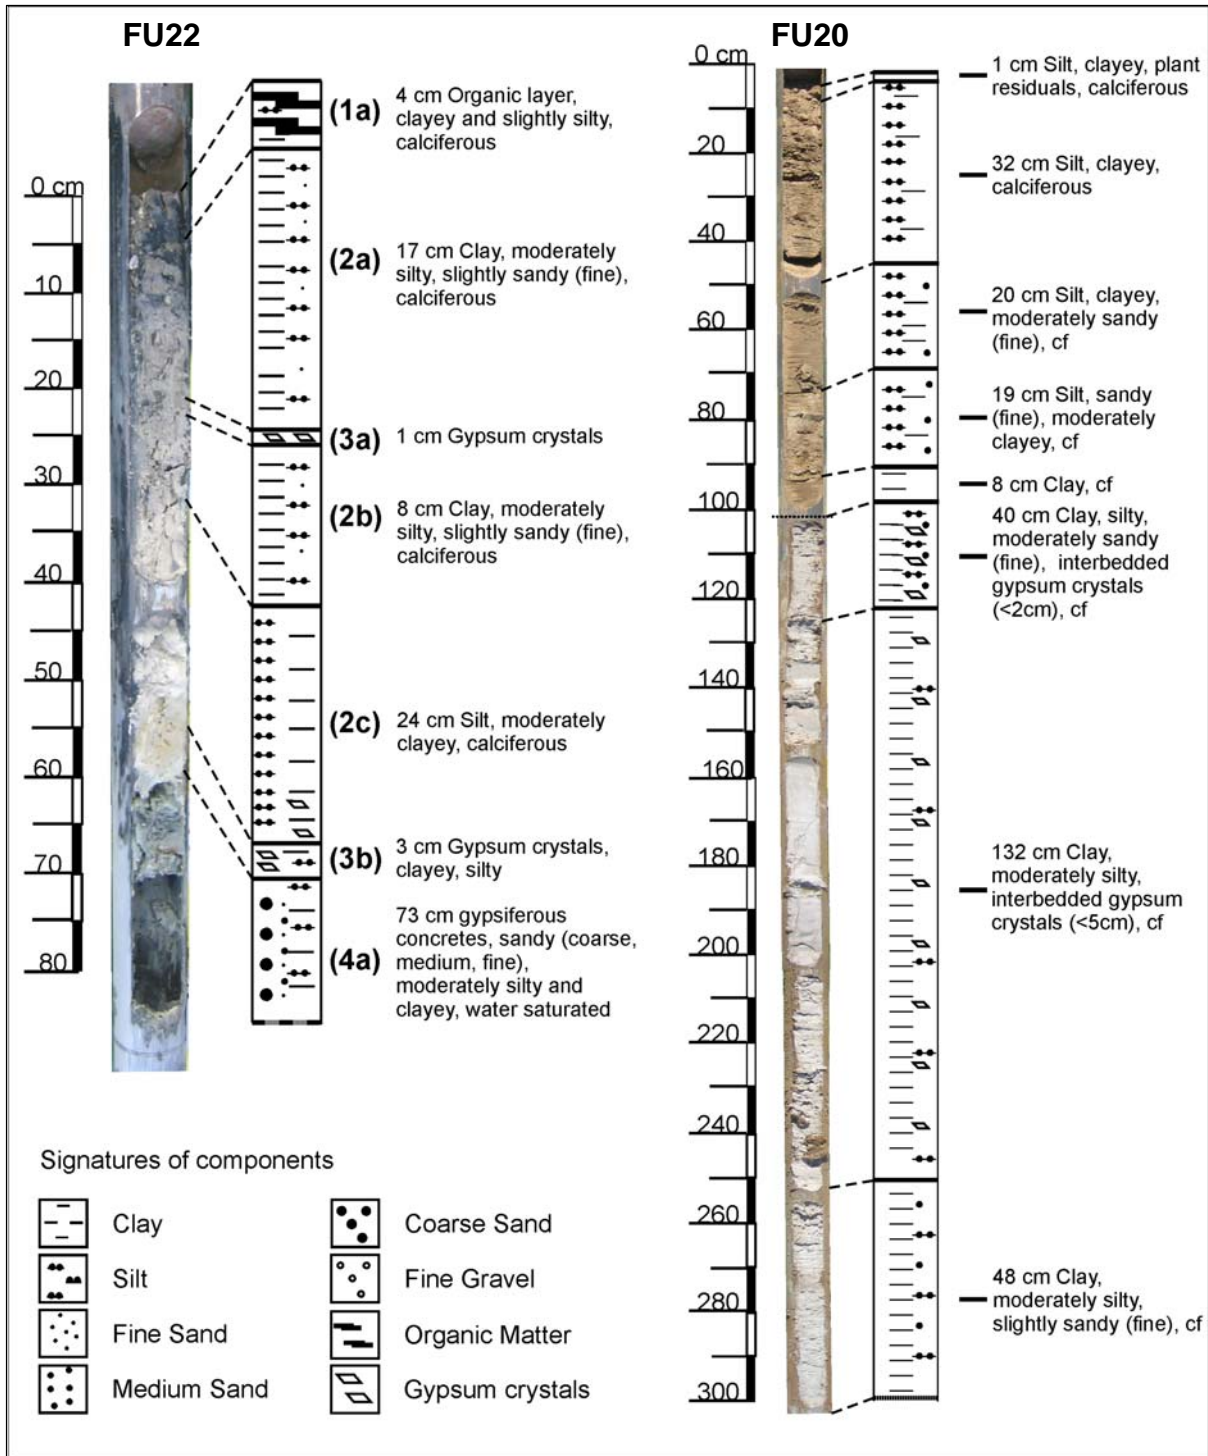 FU22
FU20
0 cm
10
20
30
40
50
60
70
80
(1a)
4 cm Organic layer,
clayey and slightly silty,
calciferous
(2a)
17 cm Clay, moderately
silty, slightly sandy (fine),
calciferous
(3a)
1 cm Gypsum crystals
(2b)
8 cm Clay, moderately
silty, slightly sandy (fine),
calciferous
(2c)
24 cm Silt, moderately
clayey, calciferous
(3b)
3 cm Gypsum crystals,
clayey, silty
(4a)
73 cm gypsiferous
concretes, sandy (coarse,
medium, fine),
moderately silty and
clayey, water saturated
0 cm
20
40
60
80
100
120
140
160
180
200
220
240
260
280
300
1 cm Silt, clayey, plant
residuals, calciferous
32 cm Silt, clayey,
calciferous
20 cm Silt, clayey,
moderately sandy
(fine), cf
19 cm Silt, sandy
(fine), moderately
clayey, cf
8 cm Clay, cf
40 cm Clay, silty,
moderately sandy
(fine), interbedded
gypsum crystals
(<2cm), cf
132 cm Clay,
moderately silty,
interbedded gypsum
crystals (<5cm), cf
48 cm Clay,
moderately silty,
slightly sandy (fine), cf
Signatures of components
Clay
Silt
Fine Sand
Medium Sand
Coarse Sand
Fine Gravel
Organic Matter
Gypsum crystals